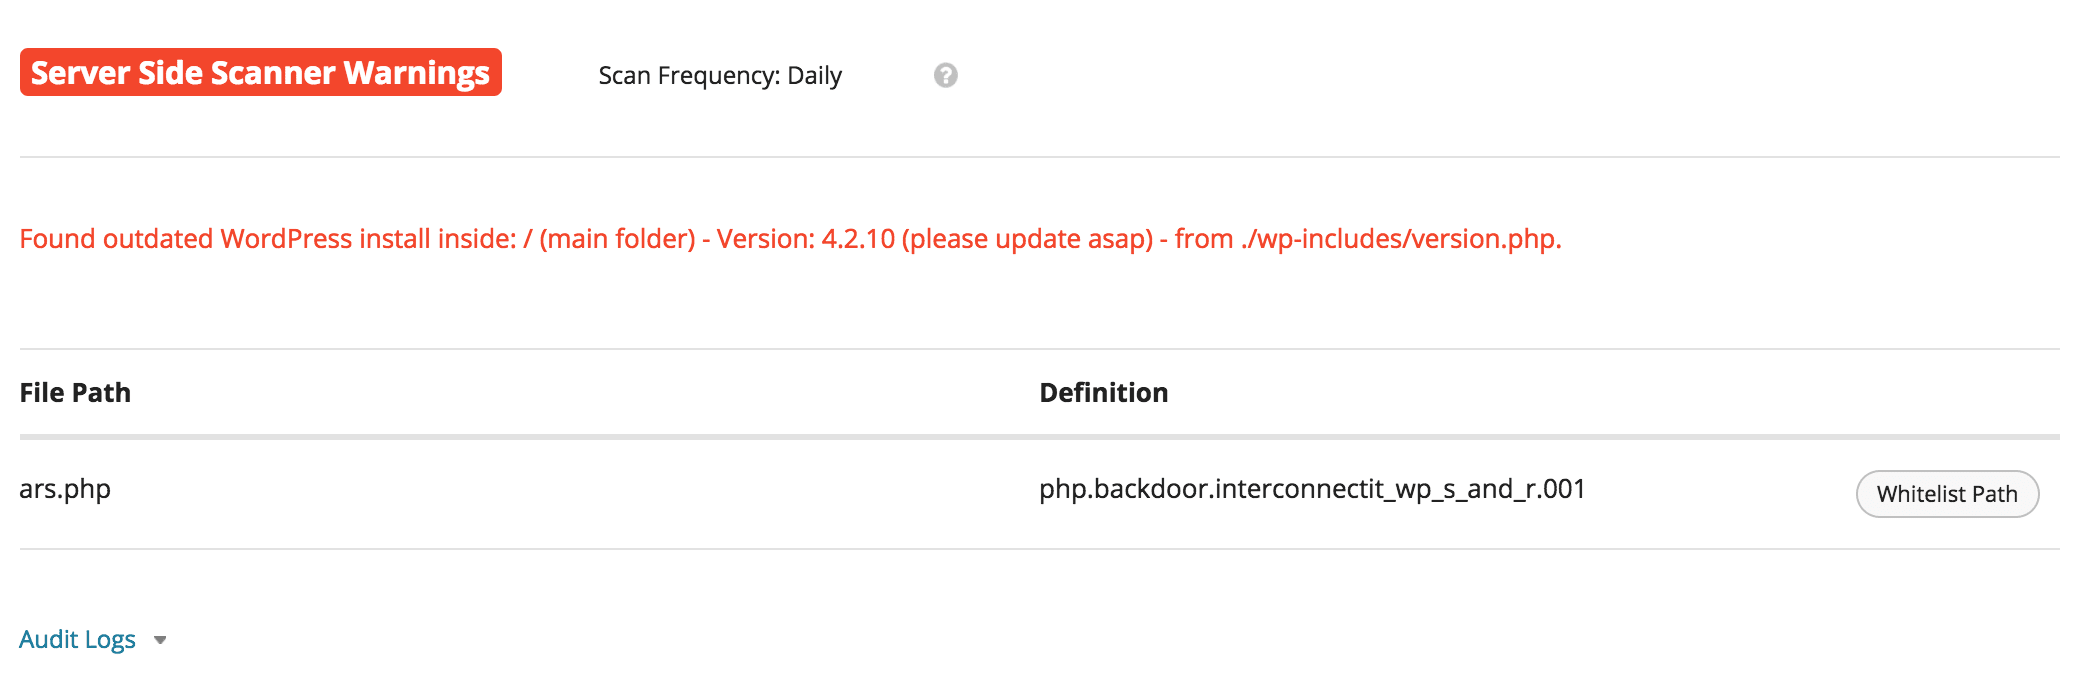 Server Side Scanner Warnings Scan Frequency: Daily ?
Found outdated WordPress install inside: / (main folder) - Version: 4.2.10 (please update asap) - from ./wp-includes/version.php.
File Path Definition
ars.php php.backdoor.interconnectit_wp_s_and_r.001 Whitelist Path
Audit Logs